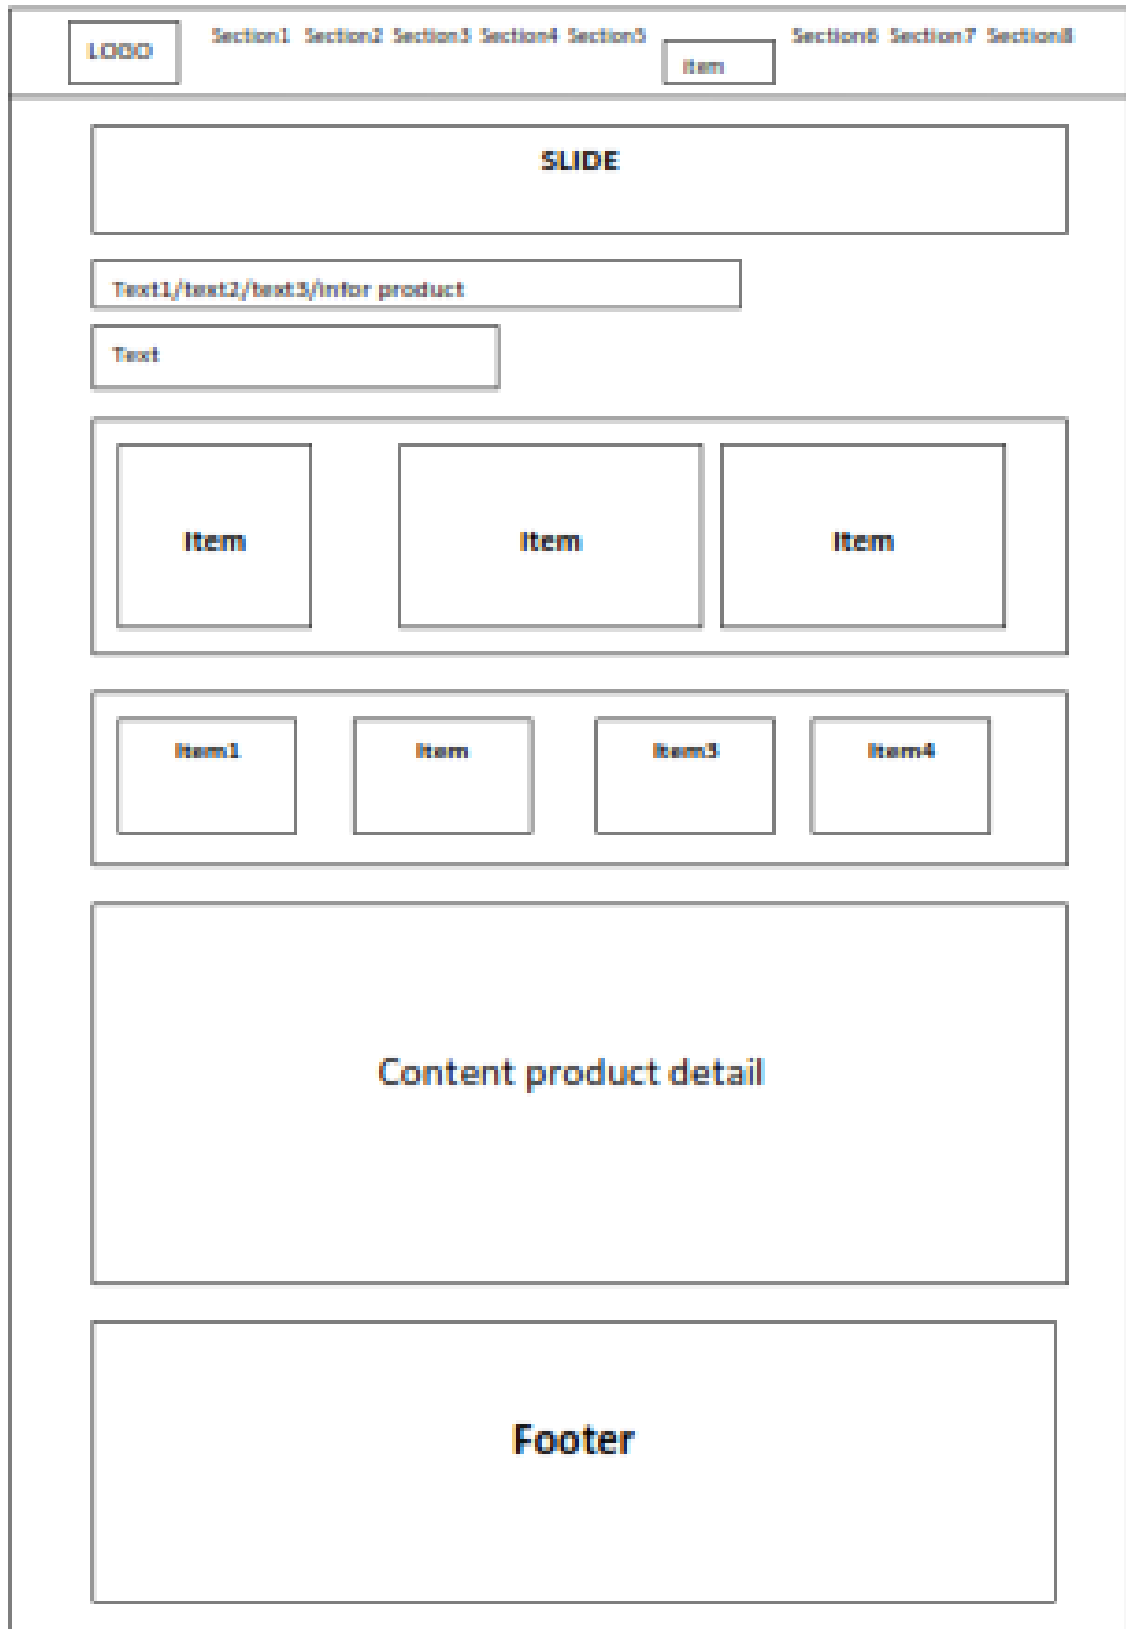 LOGO
Section1 Section2 Section3 Section4 Section5
Item
Section6 Section7 Section8
SLIDE
Text1/text2/text3/infor product
Text
Item
Item
Item
Item1
Item
Item3
Item4
Content product detail
Footer